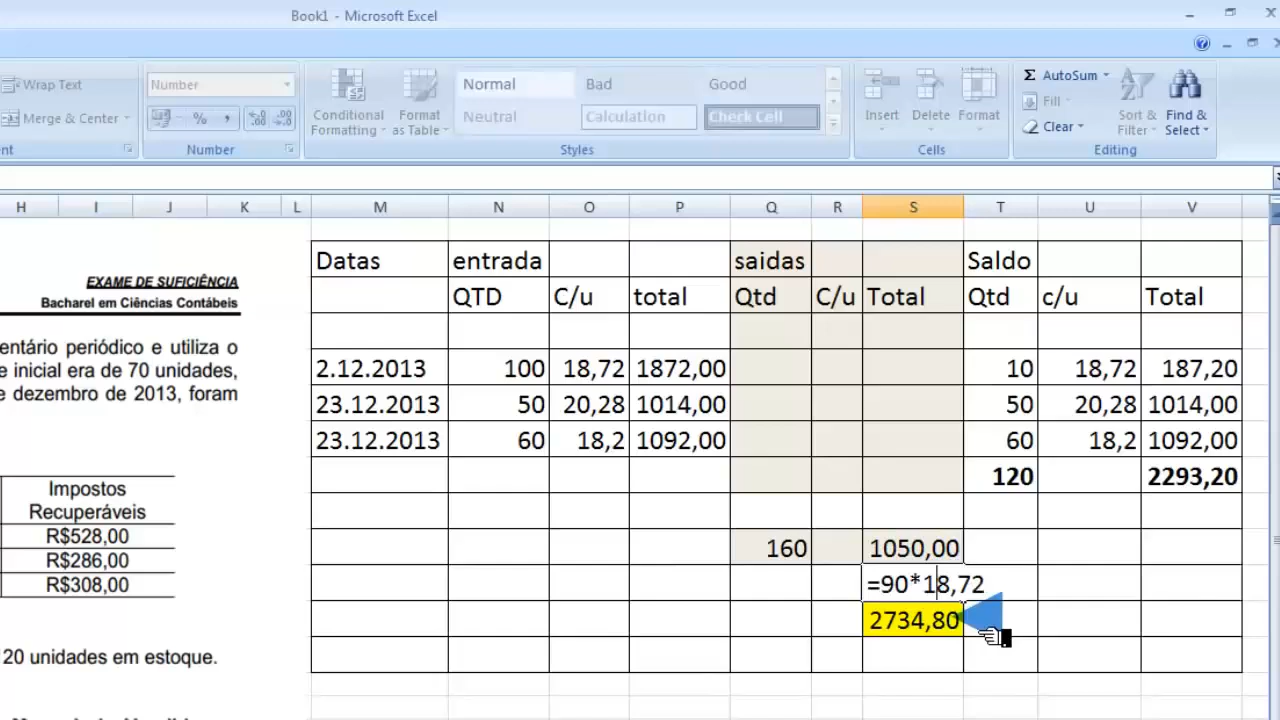 Book1 - Microsoft Excel
Wrap Text
Number
Conditional
Formatting
Format
as Table
Normal
Bad
Good
Neutral
Calculation
Check Cell
Insert
Delete
Format
AutoSum
Fill
Clear
Sort &
Filter
Find &
Select
Merge & Center
%
nt
Number
Styles
Cells
Editing
H I J K L M N O P Q R S T U V
EXAME DE SUFICIÊNCIA
Bacharel em Ciências Contábeis
entário periódico e utiliza o
e inicial era de 70 unidades,
e dezembro de 2013, foram
Impostos
Recuperáveis
R$528,00
R$286,00
R$308,00
20 unidades em estoque.
Datas entrada saidas Saldo
QTD C/u total Qtd C/u Total Qtd c/u Total
2.12.2013 100 18,72 1872,00 10 18,72 187,20
23.12.2013 50 20,28 1014,00 50 20,28 1014,00
23.12.2013 60 18,2 1092,00 60 18,2 1092,00
120 2293,20
160 1050,00
=90*18,72
2734,80